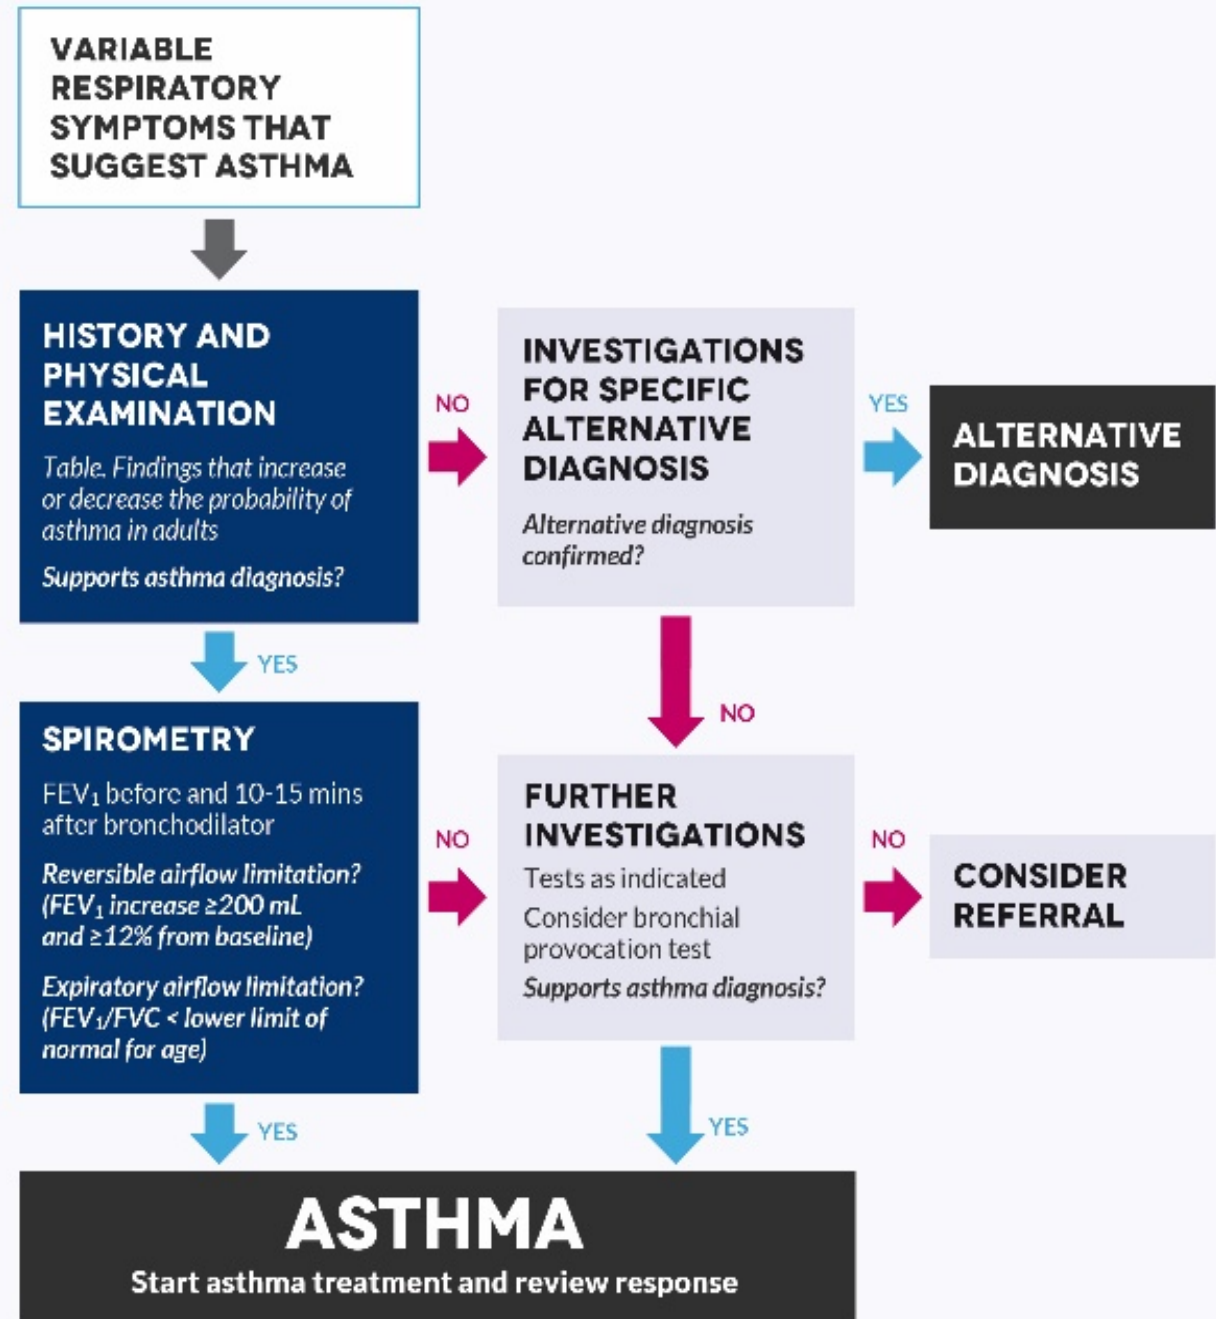 VARIABLE
RESPIRATORY
SYMPTOMS THAT
SUGGEST ASTHMA
HISTORY AND
PHYSICAL
EXAMINATION
Table. Findings that increase
or decrease the probability of
asthma in adults
Supports asthma diagnosis?
NO
INVESTIGATIONS
FOR SPECIFIC
ALTERNATIVE
DIAGNOSIS
Alternative diagnosis
confirmed?
YES
ALTERNATIVE
DIAGNOSIS
YES
NO
SPIROMETRY
FEV₁ before and 10-15 mins
after bronchodilator
Reversible airflow limitation?
(FEV₁ increase ≥200 mL
and ≥12% from baseline)
Expiratory airflow limitation?
(FEV₁/FVC < lower limit of
normal for age)
NO
FURTHER
INVESTIGATIONS
Tests as indicated
Consider bronchial
provocation test
Supports asthma diagnosis?
NO
CONSIDER
REFERRAL
YES
YES
ASTHMA
Start asthma treatment and review response